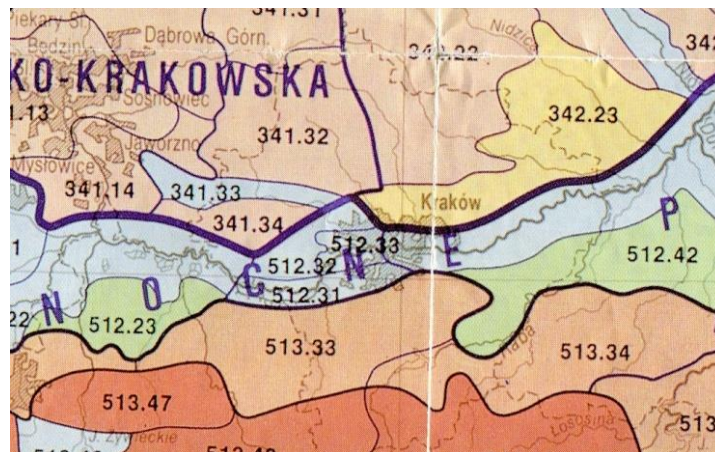 Piekary Śl.
341.31
Będzin
Dąbrowa Górn.
Nidzica
342.22
KO-KRAKOWSKA
Sosnowiec
342.23
Jaworzno
341.32
Mysłowice
341.14
341.33
Kraków
341.34
512.33
P
512.42
512.32
N O C N E
512.31
512.23
513.33
Raba
513.34
513.47
J. Żywieckie
Łososina